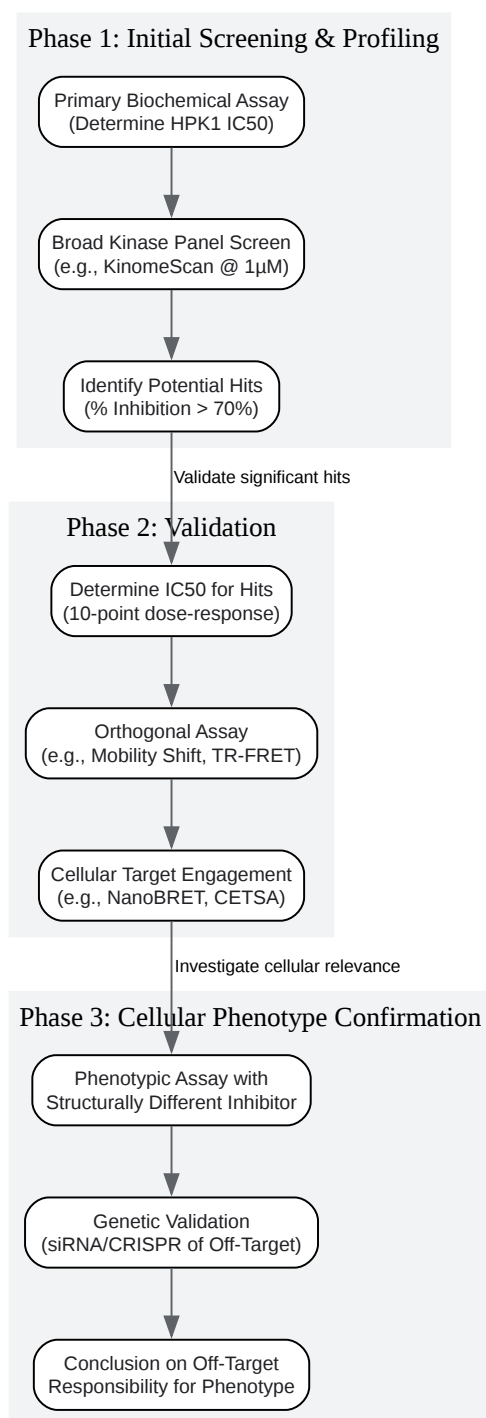 Phase 1: Initial Screening & Profiling
Primary Biochemical Assay
(Determine HPK1 IC50)
Broad Kinase Panel Screen
(e.g., KinomeScan @ 1µM)
Identify Potential Hits
(% Inhibition > 70%)
Validate significant hits
Phase 2: Validation
Determine IC50 for Hits
(10-point dose-response)
Orthogonal Assay
(e.g., Mobility Shift, TR-FRET)
Cellular Target Engagement
(e.g., NanoBRET, CETSA)
Investigate cellular relevance
Phase 3: Cellular Phenotype Confirmation
Phenotypic Assay with
Structurally Different Inhibitor
Genetic Validation
(siRNA/CRISPR of Off-Target)
Conclusion on Off-Target
Responsibility for Phenotype